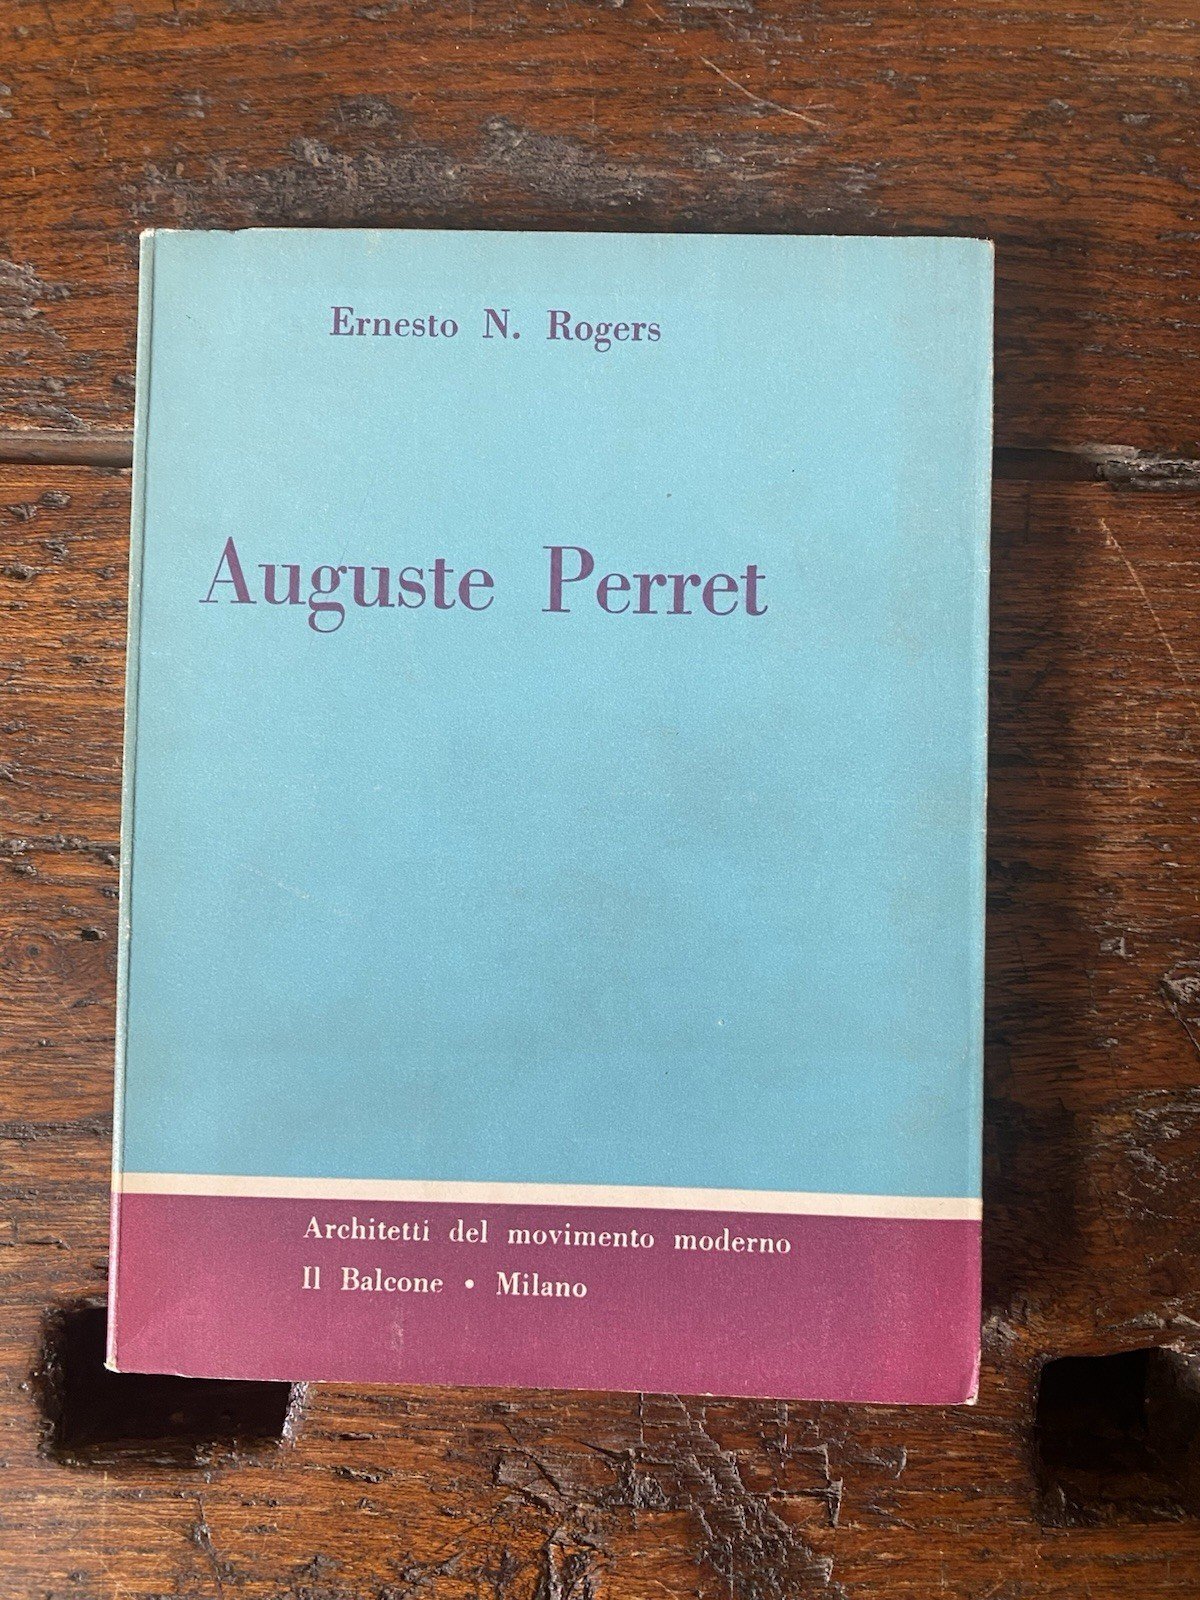 Ernesto N. Rogers
Auguste Perret
Architetti del movimento moderno
Il Balcone • Milano